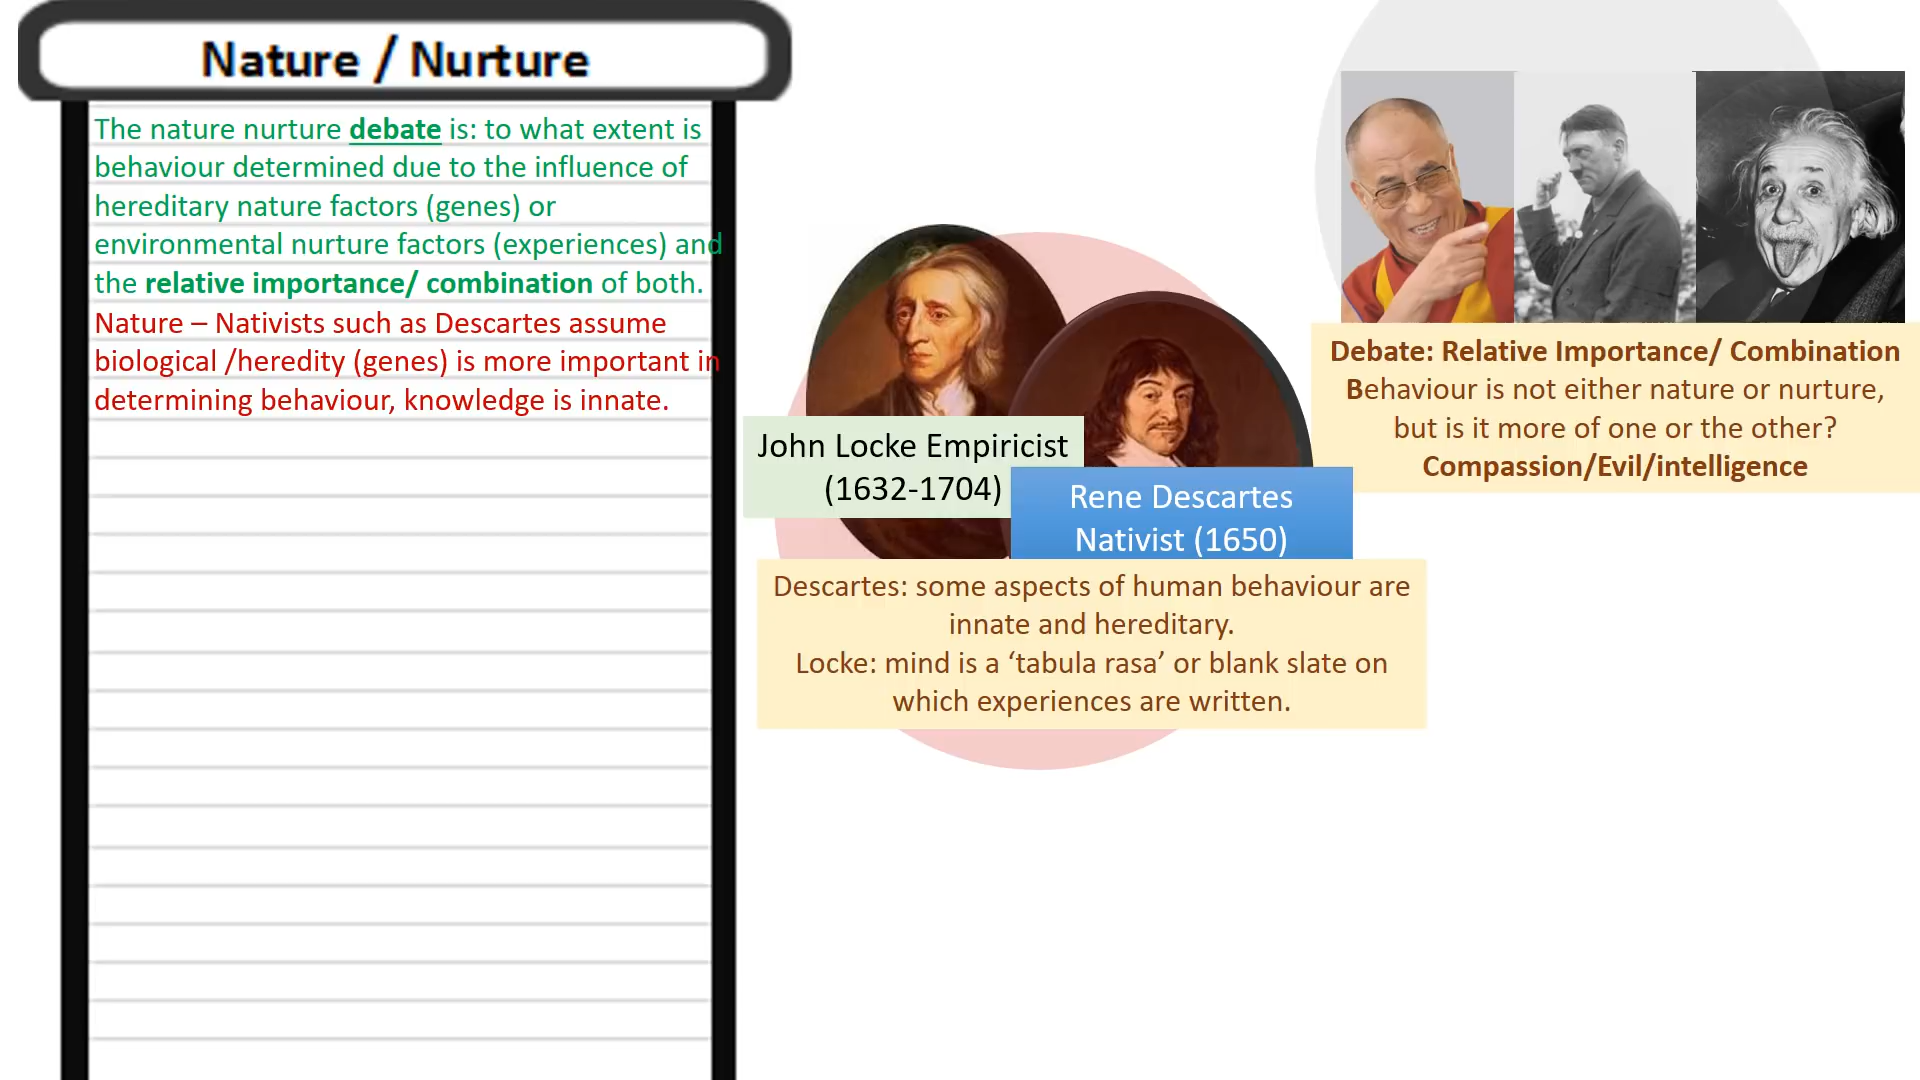 Nature / Nurture
The nature nurture debate is: to what extent is
behaviour determined due to the influence of
hereditary nature factors (genes) or
environmental nurture factors (experiences) and
the relative importance/ combination of both.
Nature – Nativists such as Descartes assume
biological /heredity (genes) is more important in
determining behaviour, knowledge is innate.
John Locke Empiricist
(1632-1704)
Rene Descartes
Nativist (1650)
Descartes: some aspects of human behaviour are
innate and hereditary.
Locke: mind is a ‘tabula rasa’ or blank slate on
which experiences are written.
Debate: Relative Importance/ Combination
Behaviour is not either nature or nurture,
but is it more of one or the other?
Compassion/Evil/intelligence